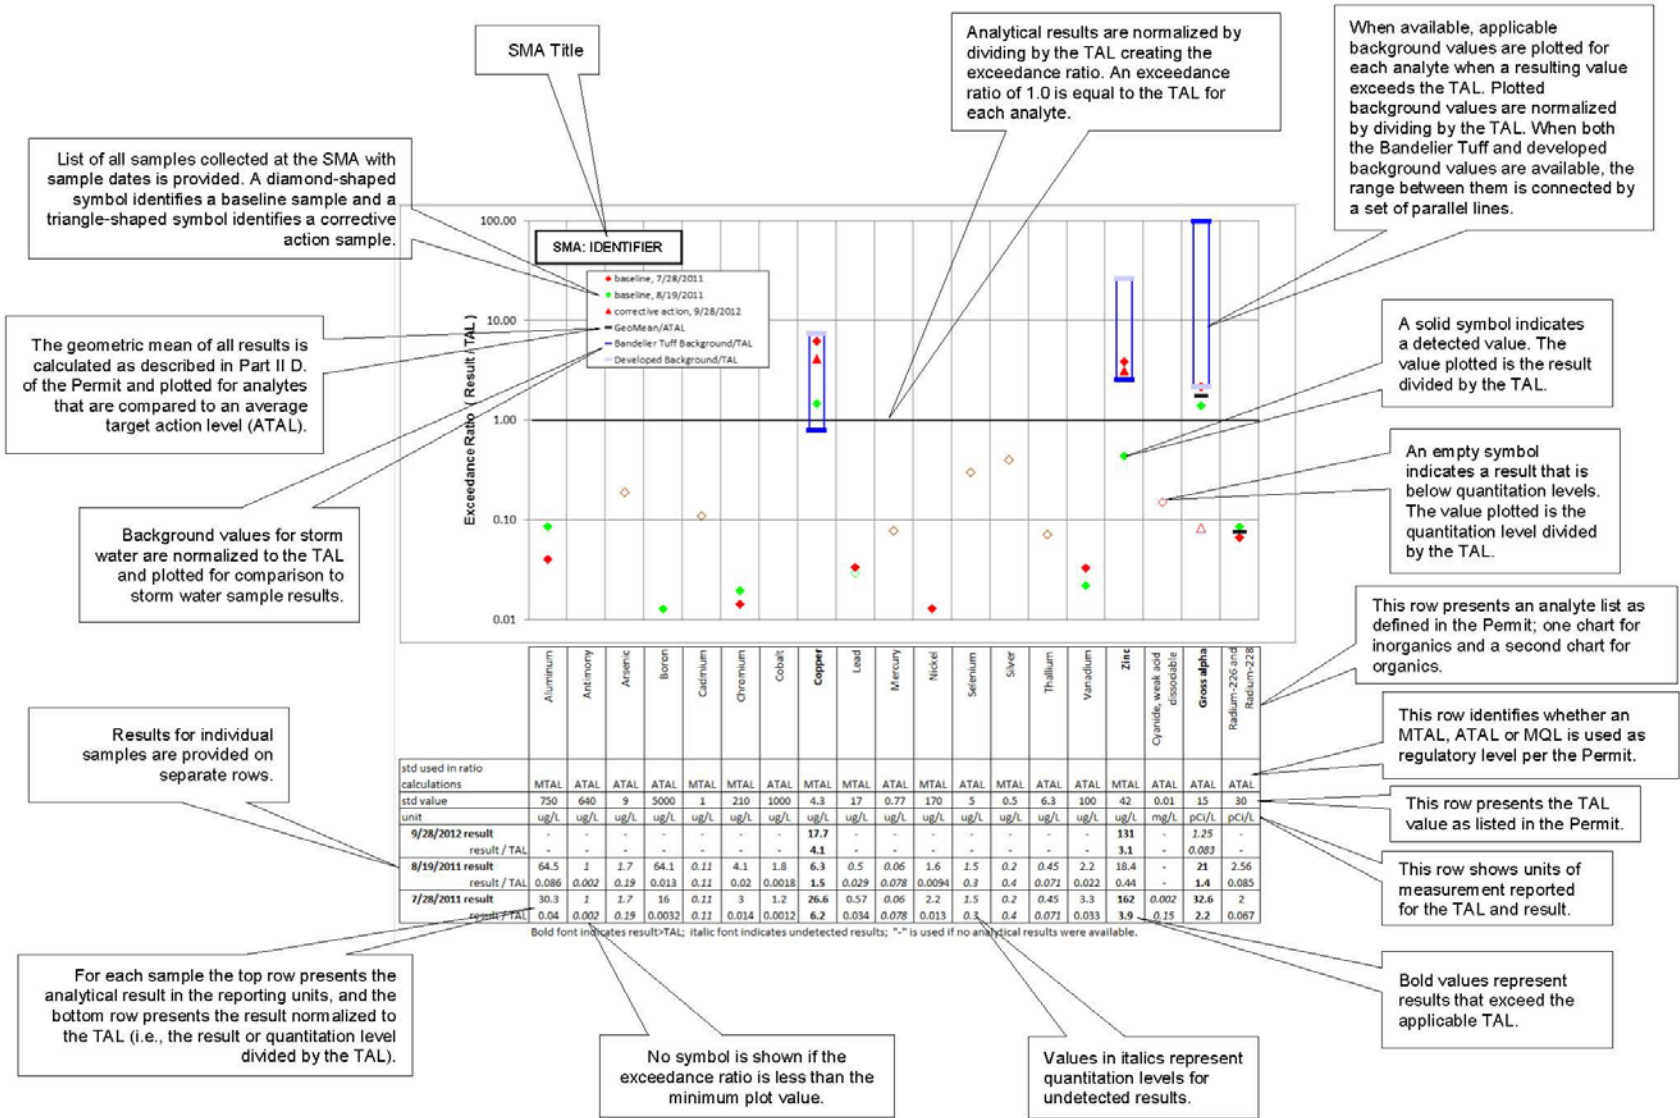 SMA Title
Analytical results are normalized by
dividing by the TAL creating the
exceedance ratio. An exceedance
ratio of 1.0 is equal to the TAL for
each analyte.
When available, applicable
background values are plotted for
each analyte when a resulting value
exceeds the TAL. Plotted
background values are normalized
by dividing by the TAL. When both
the Bandelier Tuff and developed
background values are available, the
range between them is connected by
a set of parallel lines.
List of all samples collected at the SMA with
sample dates is provided. A diamond-shaped
symbol identifies a baseline sample and a
triangle-shaped symbol identifies a corrective
action sample.
The geometric mean of all results is
calculated as described in Part II D.
of the Permit and plotted for analytes
that are compared to an average
target action level (ATAL).
Background values for storm
water are normalized to the TAL
and plotted for comparison to
storm water sample results.
100.00
10.00
1.00
0.10
0.01
Exceedance Ratio ( Result / TAL )
SMA: IDENTIFIER
baseline, 7/28/2011
baseline, 8/19/2011
corrective action, 9/28/2012
GeoMean/ATAL
Bandelier Tuff Background/TAL
Developed Background/TAL
A solid symbol indicates
a detected value. The
value plotted is the result
divided by the TAL.
An empty symbol
indicates a result that is
below quantitation levels.
The value plotted is the
quantitation level divided
by the TAL.
This row presents an analyte list as
defined in the Permit; one chart for
inorganics and a second chart for
organics.
This row identifies whether an
MTAL, ATAL or MQL is used as
regulatory level per the Permit.
This row presents the TAL
value as listed in the Permit.
This row shows units of
measurement reported
for the TAL and result.
Bold values represent
results that exceed the
applicable TAL.
Results for individual
samples are provided on
separate rows.
Aluminum Antimony Arsenic Boron Cadmium Chromium Cobalt Copper Lead Mercury Nickel Selenium Silver Thallium Vanadium Zinc Cyanide, weak acid dissociable Gross alpha Radium-226 and Radium-228
std used in ratio
calculations MTAL ATAL ATAL ATAL MTAL MTAL ATAL MTAL MTAL ATAL MTAL ATAL MTAL ATAL ATAL MTAL ATAL ATAL ATAL
std value 750 640 9 5000 1 210 1000 4.3 17 0.77 170 5 0.5 6.3 100 42 0.01 15 30
unit ug/L ug/L ug/L ug/L ug/L ug/L ug/L ug/L ug/L ug/L ug/L ug/L ug/L ug/L ug/L ug/L mg/L pCi/L pCi/L
9/28/2012 result - - - - - - - 17.7 - - - - - - - 131 - 1.25 -
result / TAL - - - - - - - 4.1 - - - - - - - 3.1 - 0.083 -
8/19/2011 result 64.5 1 1.7 64.1 0.11 4.1 1.8 6.3 0.5 0.06 1.6 1.5 0.2 0.45 2.2 18.4 - 21 2.56
result / TAL 0.086 0.002 0.19 0.013 0.11 0.02 0.0018 1.5 0.029 0.078 0.0094 0.3 0.4 0.071 0.022 0.44 - 1.4 0.085
7/28/2011 result 30.3 1 1.7 16 0.11 3 1.2 26.6 0.57 0.06 2.2 1.5 0.2 0.45 3.3 162 0.002 32.6 2
result / TAL 0.04 0.002 0.19 0.0032 0.11 0.014 0.0012 6.2 0.034 0.078 0.013 0.3 0.4 0.071 0.033 3.9 0.15 2.2 0.067
Bold font indicates result>TAL; italic font indicates undetected results; "-" is used if no analytical results were available.
For each sample the top row presents the
analytical result in the reporting units, and the
bottom row presents the result normalized to
the TAL (i.e., the result or quantitation level
divided by the TAL).
No symbol is shown if the
exceedance ratio is less than the
minimum plot value.
Values in italics represent
quantitation levels for
undetected results.